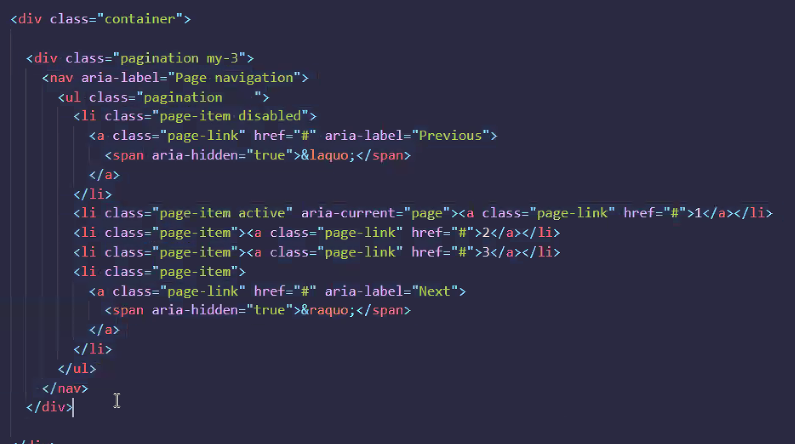 <div class="container">
<div class="pagination my-3">
<nav aria-label="Page navigation">
<ul class="pagination    ">
<li class="page-item disabled">
<a class="page-link" href="#" aria-label="Previous">
<span aria-hidden="true">&laquo;</span>
</a>
</li>
<li class="page-item active" aria-current="page"><a class="page-link" href="#">1</a></li>
<li class="page-item"><a class="page-link" href="#">2</a></li>
<li class="page-item"><a class="page-link" href="#">3</a></li>
<li class="page-item">
<a class="page-link" href="#" aria-label="Next">
<span aria-hidden="true">&raquo;</span>
</a>
</li>
</ul>
</nav>
</div>